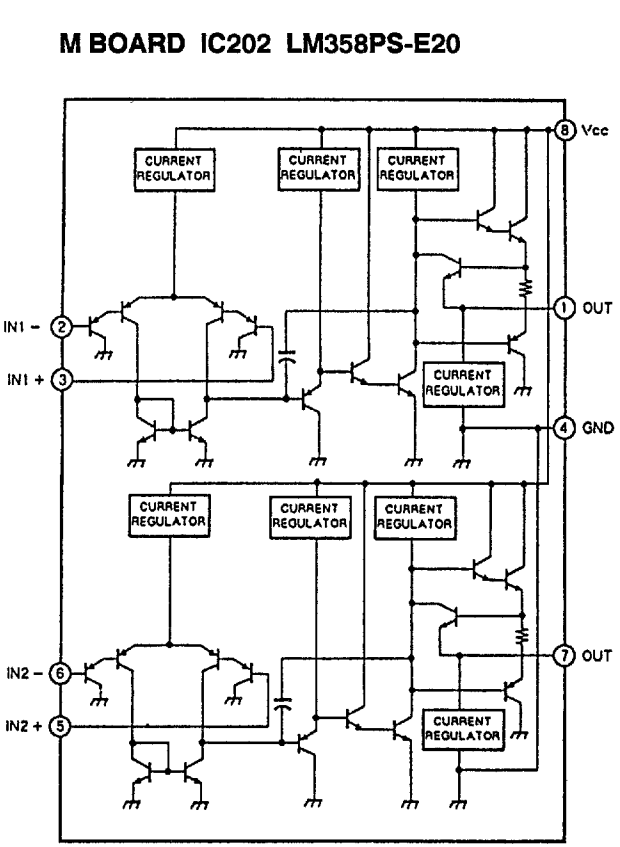 M BOARD IC202 LM358PS-E20
8 Vcc
CURRENT
REGULATOR
CURRENT
REGULATOR
CURRENT
REGULATOR
1 OUT
IN1 - 2
IN1 + 3
CURRENT
REGULATOR
4 GND
CURRENT
REGULATOR
CURRENT
REGULATOR
CURRENT
REGULATOR
7 OUT
IN2 - 6
IN2 + 5
CURRENT
REGULATOR